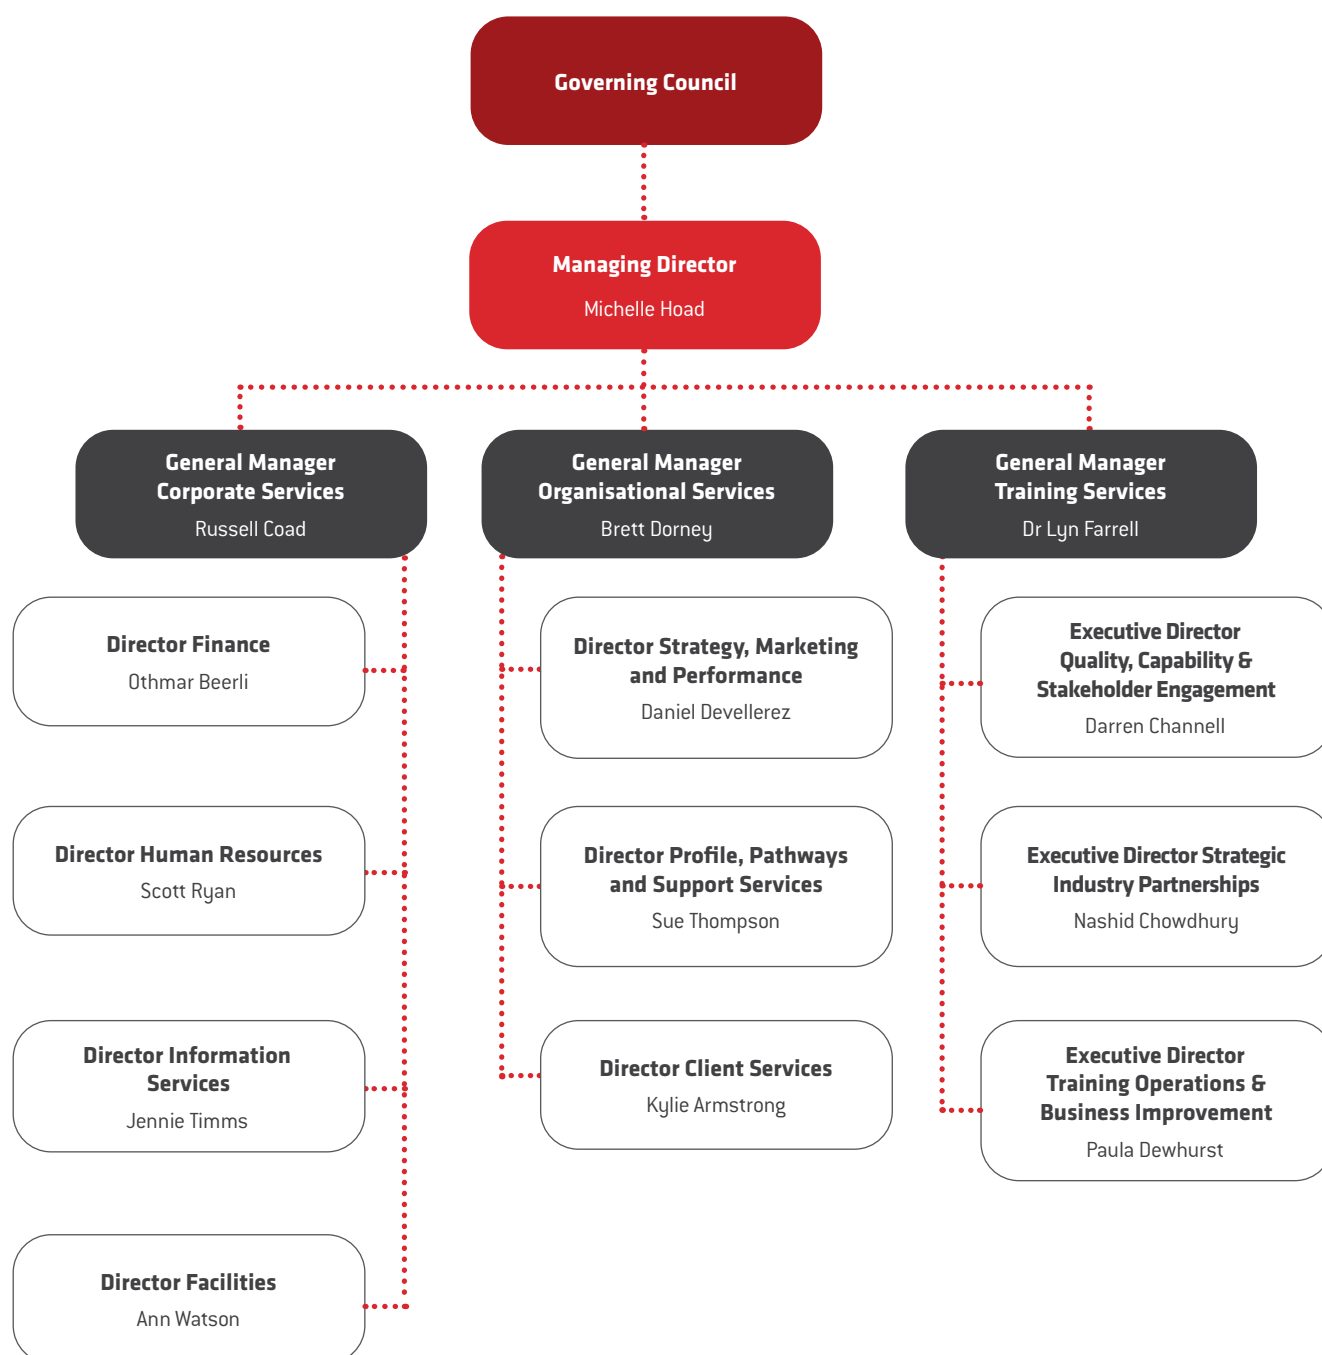 Governing Council
Managing Director
Michelle Hoad
General Manager
Corporate Services
Russell Coad
General Manager
Organisational Services
Brett Dorney
General Manager
Training Services
Dr Lyn Farrell
Director Finance
Othmar Beerli
Director Human Resources
Scott Ryan
Director Information
Services
Jennie Timms
Director Facilities
Ann Watson
Director Strategy, Marketing
and Performance
Daniel Devellerez
Director Profile, Pathways
and Support Services
Sue Thompson
Director Client Services
Kylie Armstrong
Executive Director
Quality, Capability &
Stakeholder Engagement
Darren Channell
Executive Director Strategic
Industry Partnerships
Nashid Chowdhury
Executive Director
Training Operations &
Business Improvement
Paula Dewhurst